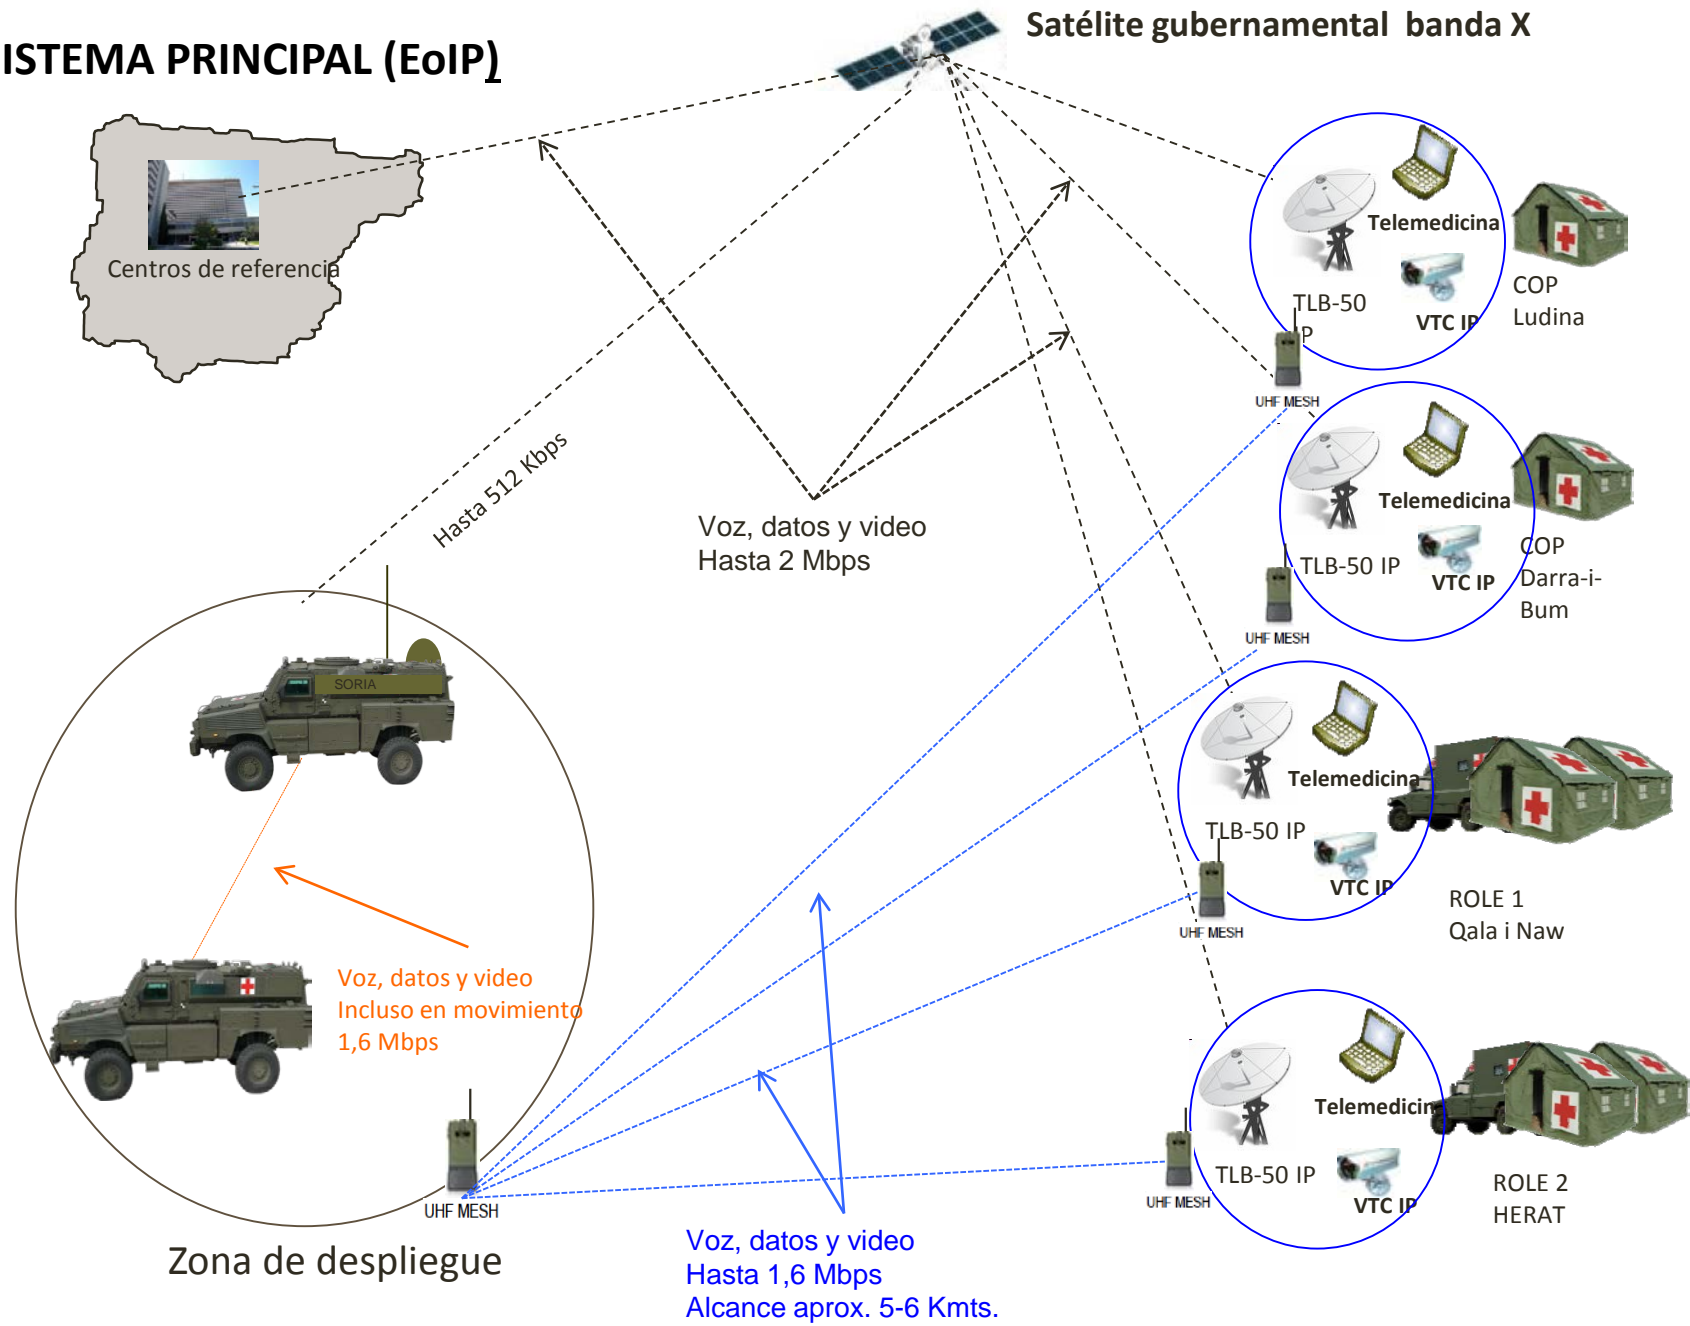 Satélite gubernamental banda X
ISTEMA PRINCIPAL (EoIP)
Centros de referencia
Telemedicina
TLB-50
IP
VTC IP
COP
Ludina
UHF MESH
Hasta 512 Kbps
Voz, datos y video
Hasta 2 Mbps
Telemedicina
TLB-50 IP
VTC IP
COP
Darra-i-
Bum
UHF MESH
SORIA
Telemedicina
TLB-50 IP
VTC IP
ROLE 1
Qala i Naw
UHF MESH
Voz, datos y video
Incluso en movimiento
1,6 Mbps
Telemedicin
TLB-50 IP
VTC IP
ROLE 2
HERAT
UHF MESH
UHF MESH
Zona de despliegue
Voz, datos y video
Hasta 1,6 Mbps
Alcance aprox. 5-6 Kmts.